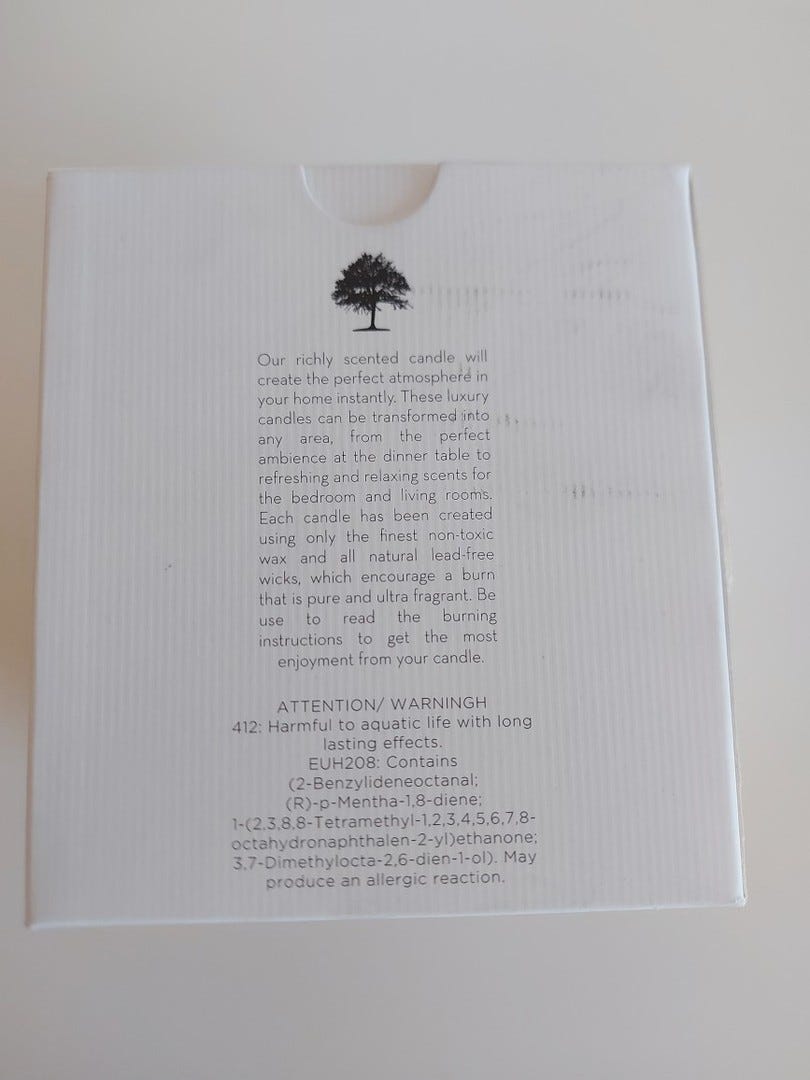 Our richly scented candle will
create the perfect atmosphere in
your home instantly. These luxury
candles can be transformed into
any area, from the perfect
ambience at the dinner table to
refreshing and relaxing scents for
the bedroom and living rooms.
Each candle has been created
using only the finest non-toxic
wax and all natural lead-free
wicks, which encourage a burn
that is pure and ultra fragrant. Be
use to read the burning
instructions to get the most
enjoyment from your candle.
ATTENTION/ WARNINGH
412: Harmful to aquatic life with long
lasting effects.
EUH208: Contains
(2-Benzylideneoctanal;
(R)-p-Mentha-1,8-diene;
1-(2,3,8,8-Tetramethyl-1,2,3,4,5,6,7,8-
octahydronaphthalen-2-yl)ethanone;
3,7-Dimethylocta-2,6-dien-1-ol). May
produce an allergic reaction.